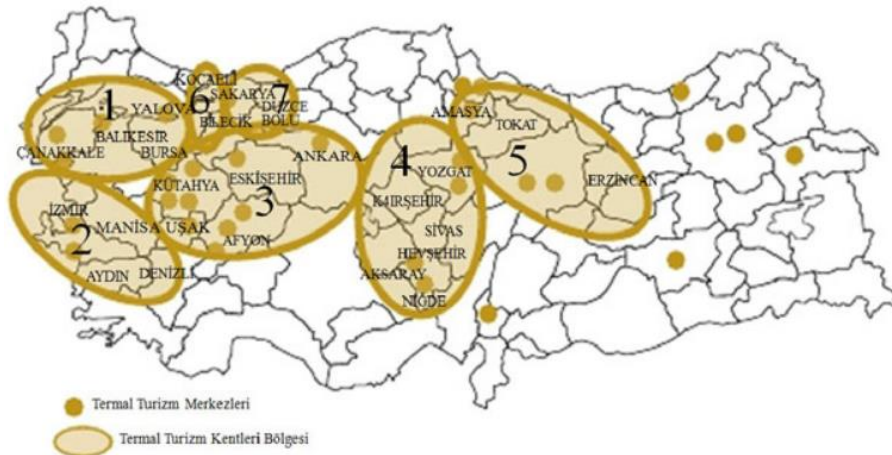 KOCAELİ
SAKARYA
6
7
DÜZCE
BOLU
BİLECİK
1
YALOVA
BALIKESİR
ÇANAKKALE
BURSA
ANKARA
KÜTAHYA
ESKİŞEHİR
3
UŞAK
AFYON
İZMİR
2
MANİSA
AYDIN
DENİZLİ
4
YOZGAT
K4IRŞEHİR
SİVAS
HEVŞEHİR
AKSARAY
NİĞDE
AMASYA
TOKAT
5
ERZİNCAN
Termal Turizm Merkezleri
Termal Turizm Kentleri Bölgesi